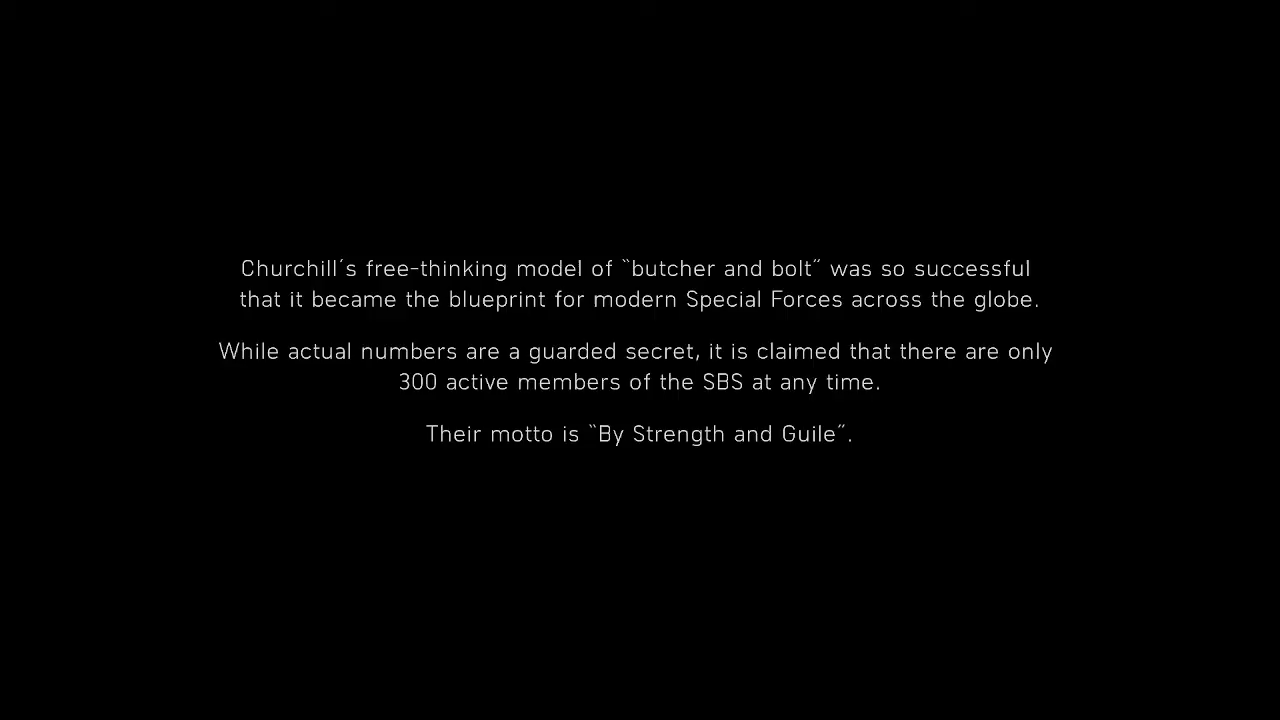 Churchill´s free-thinking model of “butcher and bolt” was so successful
that it became the blueprint for modern Special Forces across the globe.
While actual numbers are a guarded secret, it is claimed that there are only
300 active members of the SBS at any time.
Their motto is “By Strength and Guile”.